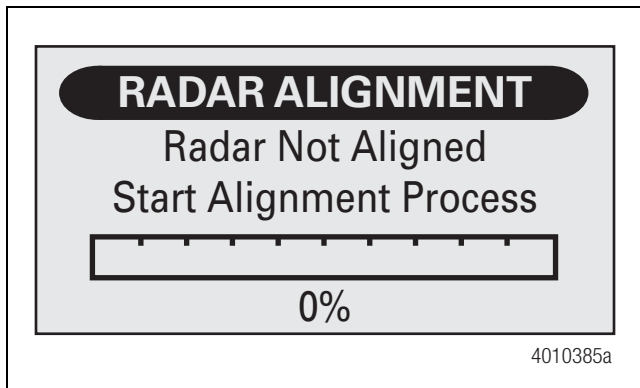 RADAR ALIGNMENT
Radar Not Aligned
Start Alignment Process
0%
4010385a